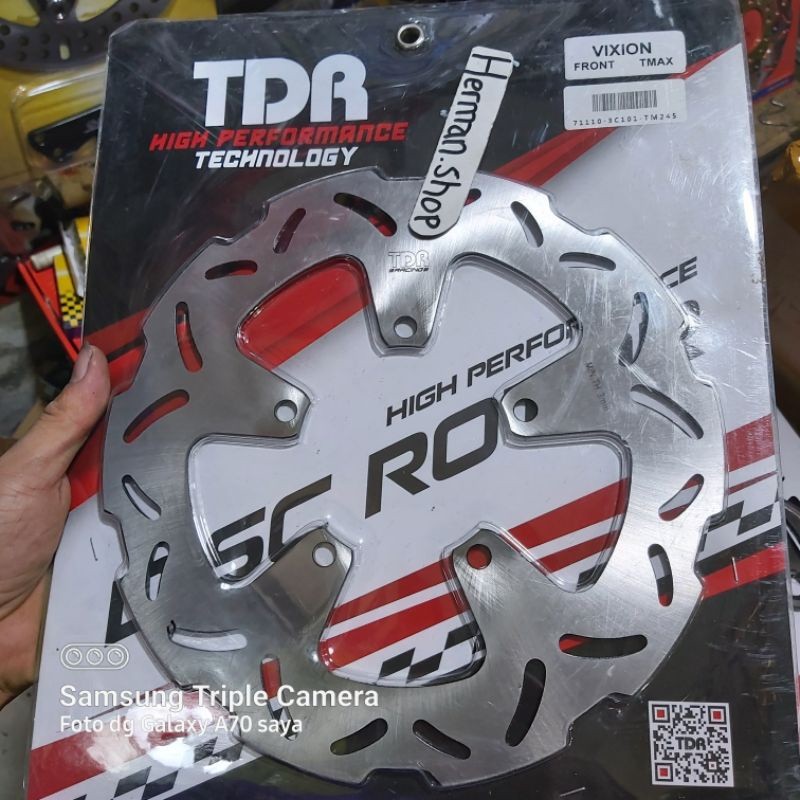 TDR
HIGH PERFORMANCE
TECHNOLOGY
Herman.shop
VIXiON
FRONT TMAX
71110-3C101-TM245
TDR
RACING
HIGH PERFOR
NCE
SC RO
Samsung Triple Camera
Foto dg Galaxy A70 saya
TDR